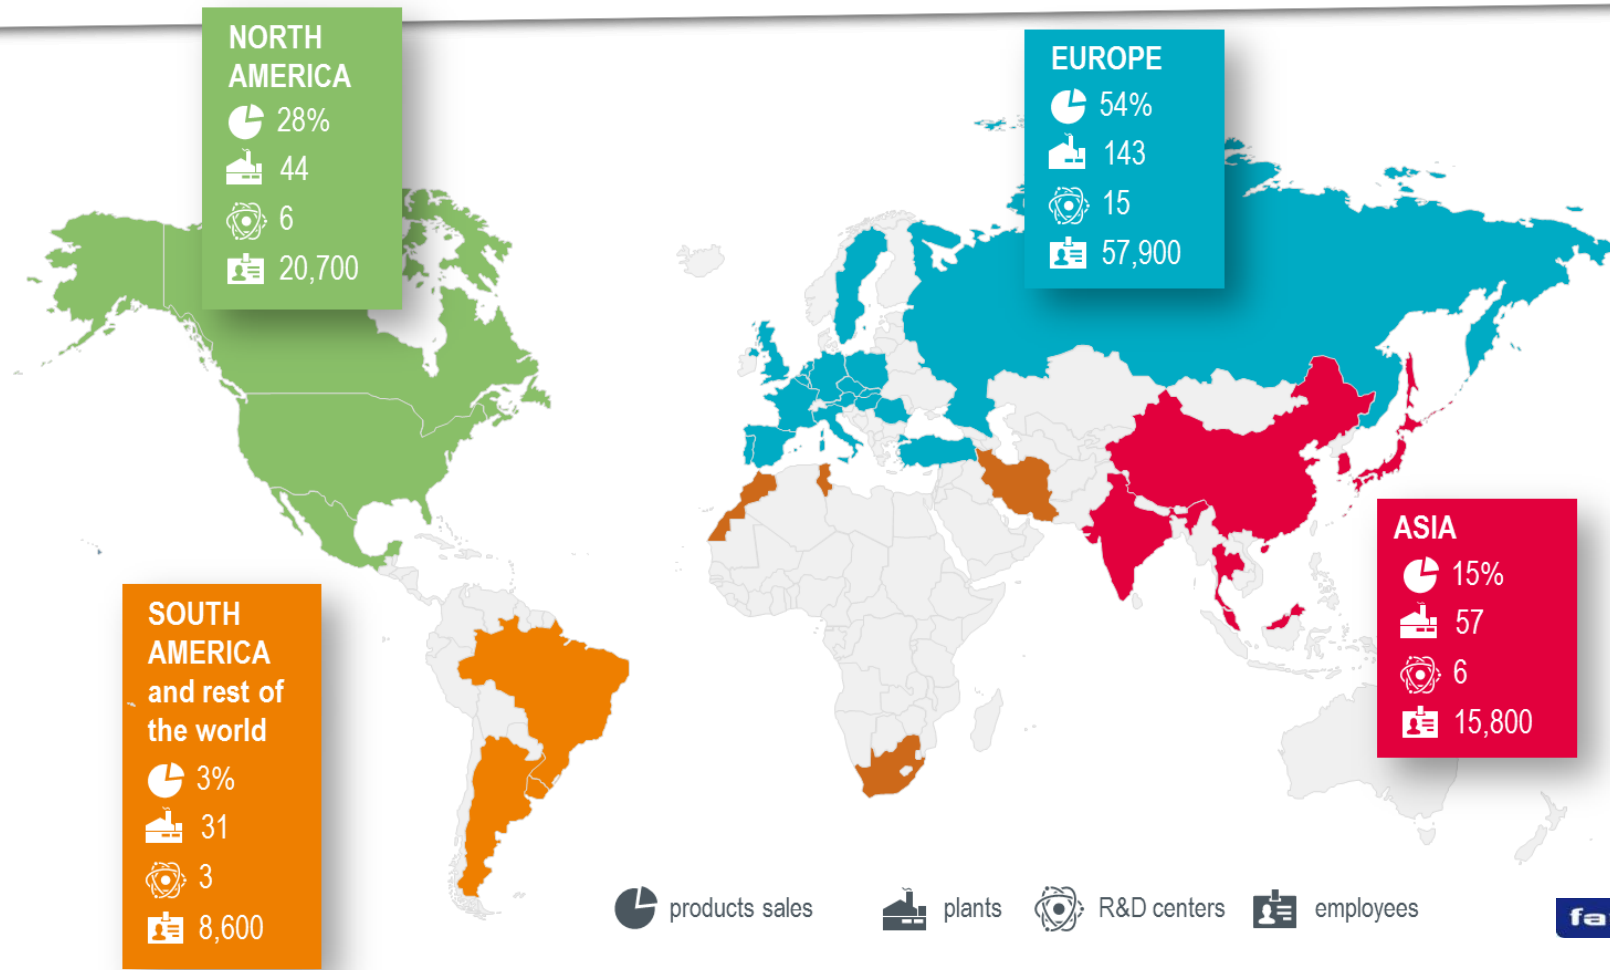 NORTH
AMERICA
28%
44
6
20,700
EUROPE
54%
143
15
57,900
ASIA
15%
57
6
15,800
SOUTH
AMERICA
and rest of
the world
3%
31
3
8,600
products sales
plants
R&D centers
employees
fa